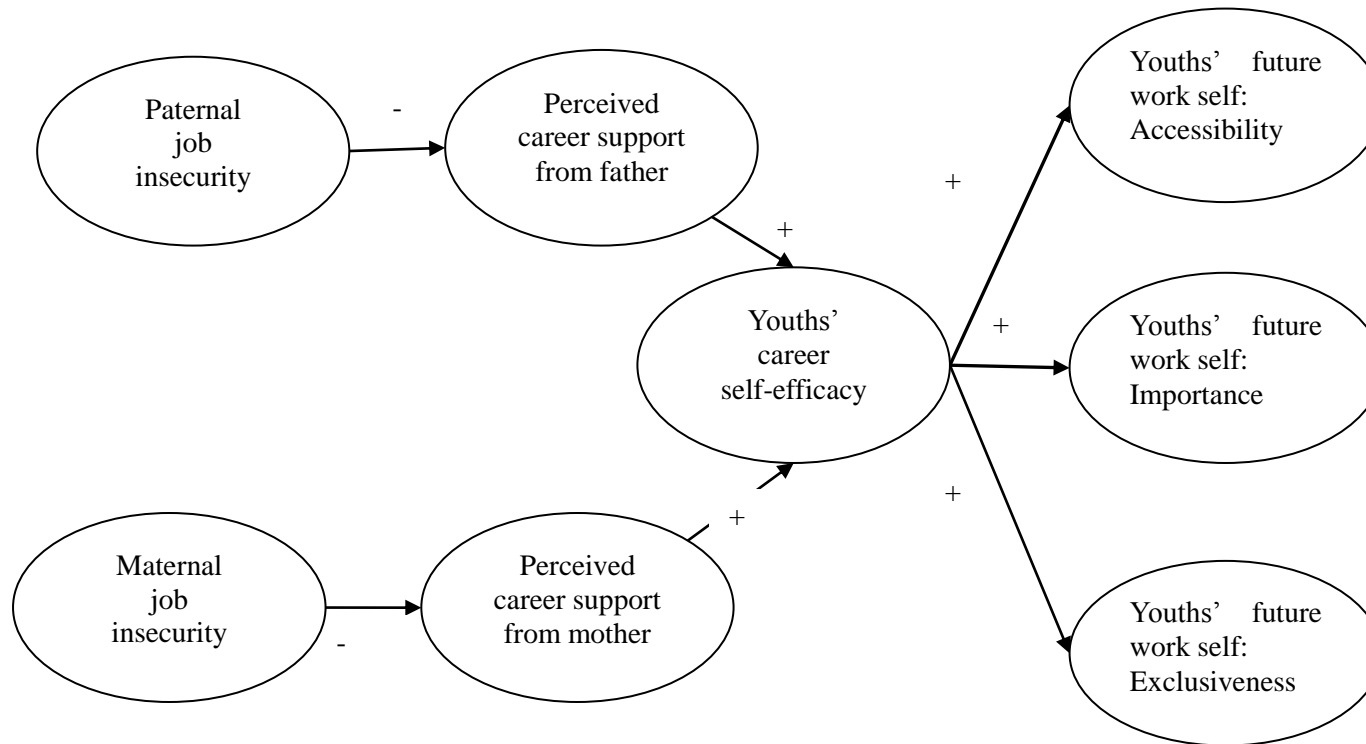 Paternal
job
insecurity
-
Perceived
career support
from father
+
Youths’
career
self-efficacy
+
Youths’ future
work self:
Accessibility
+
Youths’ future
work self:
Importance
+
Youths’ future
work self:
Exclusiveness
Maternal
job
insecurity
-
Perceived
career support
from mother
+